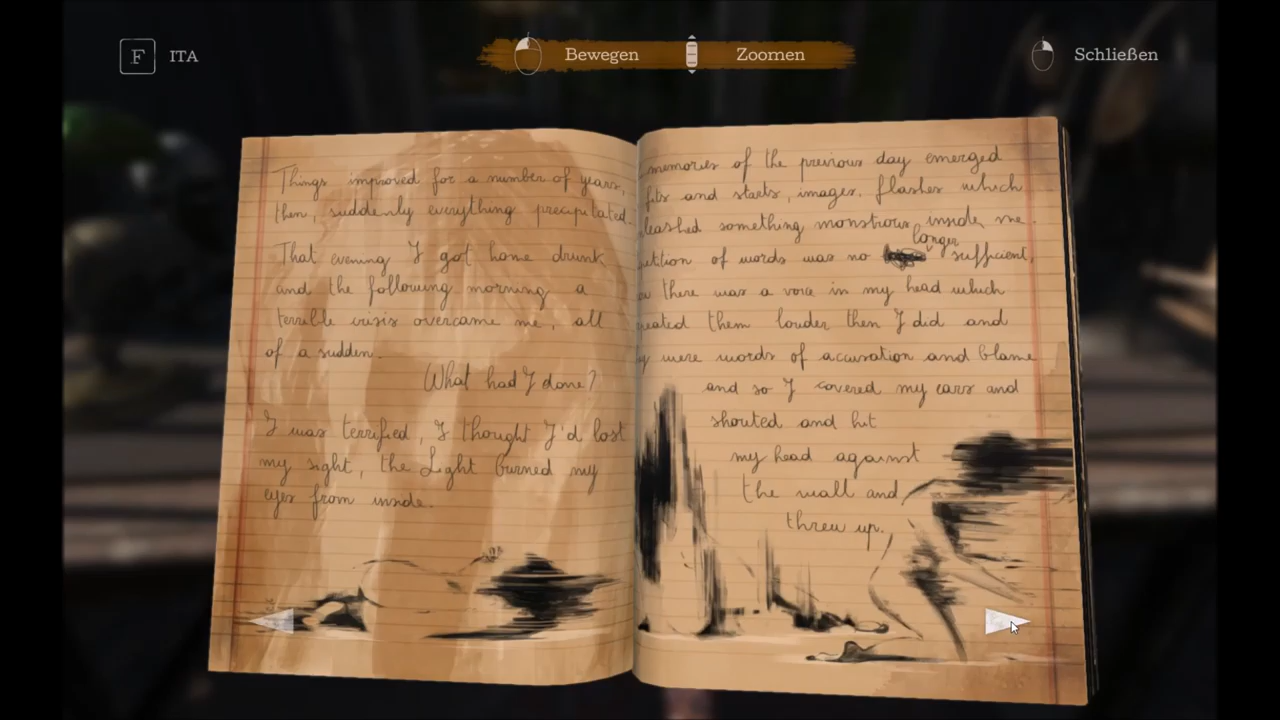 F ITA
Bewegen
Zoomen
Schließen
Things improved for a number of years,
then, suddenly everything precipitated.
That evening I got home drunk
and the following morning a
terrible crisis overcame me, all
of a sudden.
What had I done?
I was terrified, I thought I'd lost
my sight, the Light burned my
eyes from inside.
memories of the previous day emerged
fits and starts, images. flashes which
leashed something monstrous inside me.
etition of words was no longer sufficient,
there was a voice in my head which
eated them louder then I did and
y were words of accusation and blame
and so I covered my ears and
shouted and hit
my head against
the wall and
threw up.